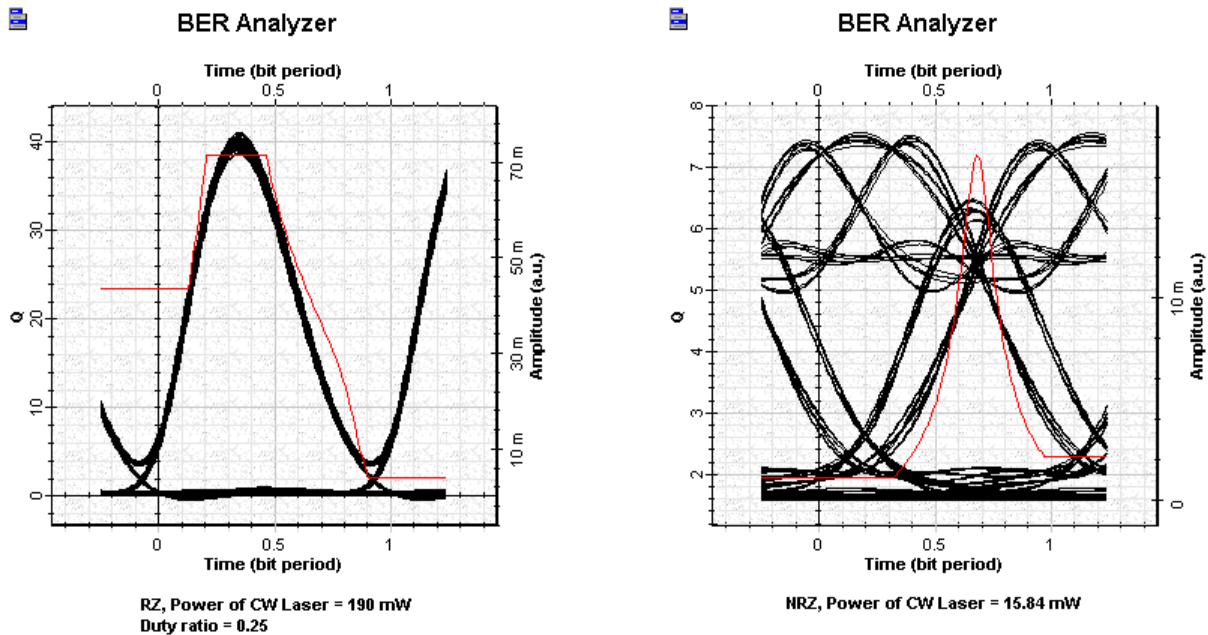 BER Analyzer
Time (bit period)
0 0.5 1
40
30
20
10
0
Q
70 m
50 m
30 m
10 m
Amplitude (a.u.)
0 0.5 1
Time (bit period)
RZ, Power of CW Laser = 190 mW
Duty ratio = 0.25
BER Analyzer
Time (bit period)
0 0.5 1
8
7
6
5
4
3
2
Q
10 m
0
Amplitude (a.u.)
0 0.5 1
Time (bit period)
NRZ, Power of CW Laser = 15.84 mW